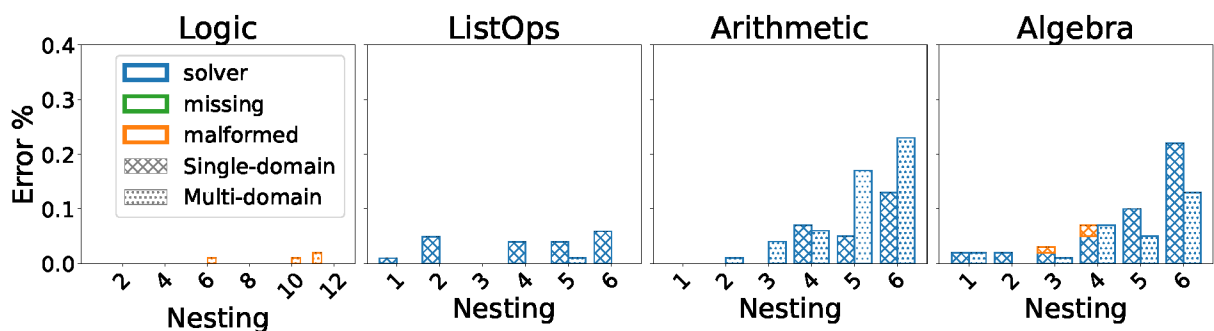 Logic
ListOps
Arithmetic
Algebra
Error %
0.4
0.3
0.2
0.1
0.0
solver
missing
malformed
Single-domain
Multi-domain
2 4 6 8 10 12
1 2 3 4 5 6
1 2 3 4 5 6
1 2 3 4 5 6
Nesting
Nesting
Nesting
Nesting